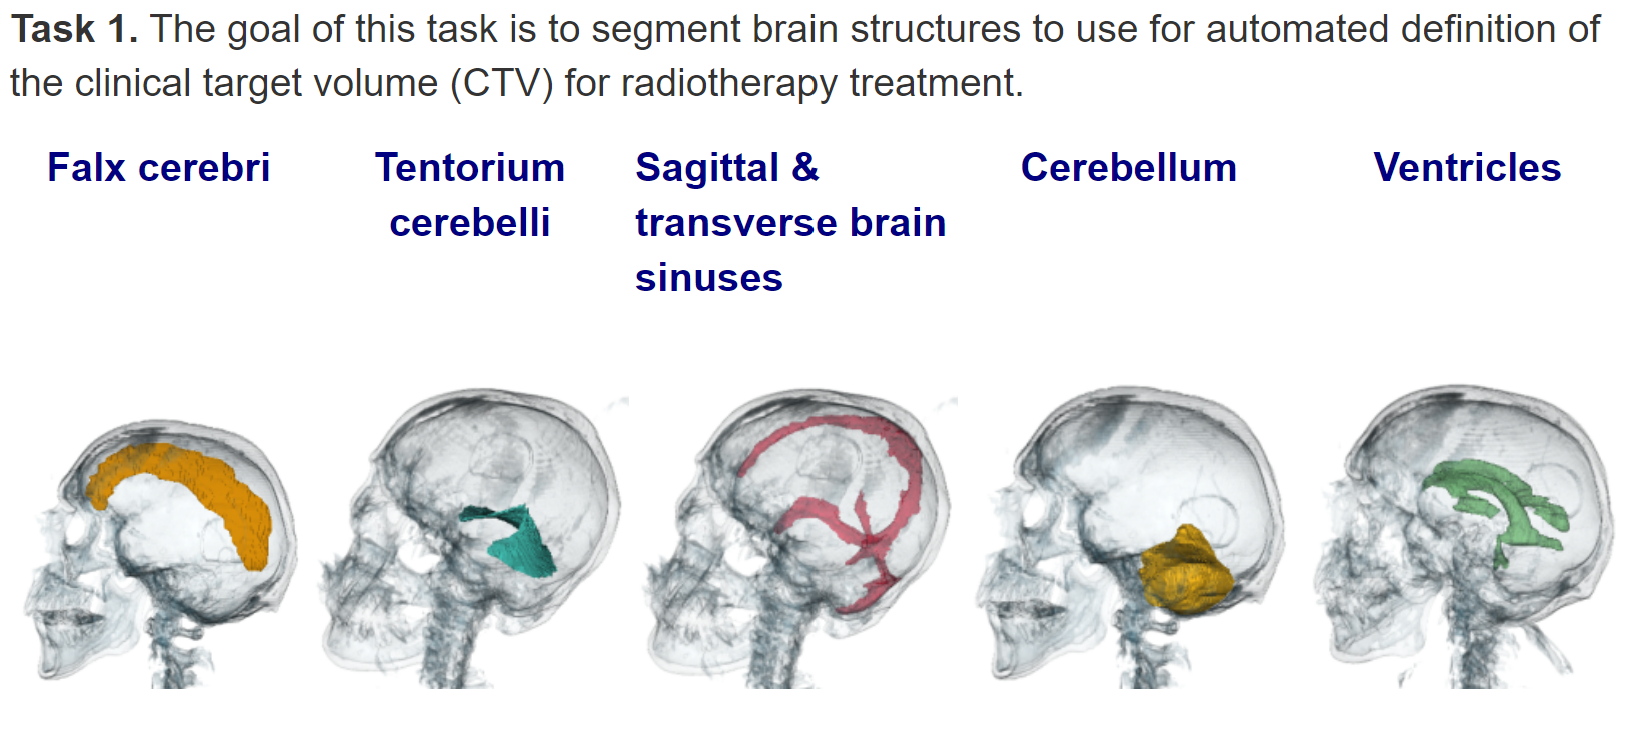 Task 1. The goal of this task is to segment brain structures to use for automated definition of
the clinical target volume (CTV) for radiotherapy treatment.
Falx cerebri
Tentorium
cerebelli
Sagittal &
transverse brain
sinuses
Cerebellum
Ventricles